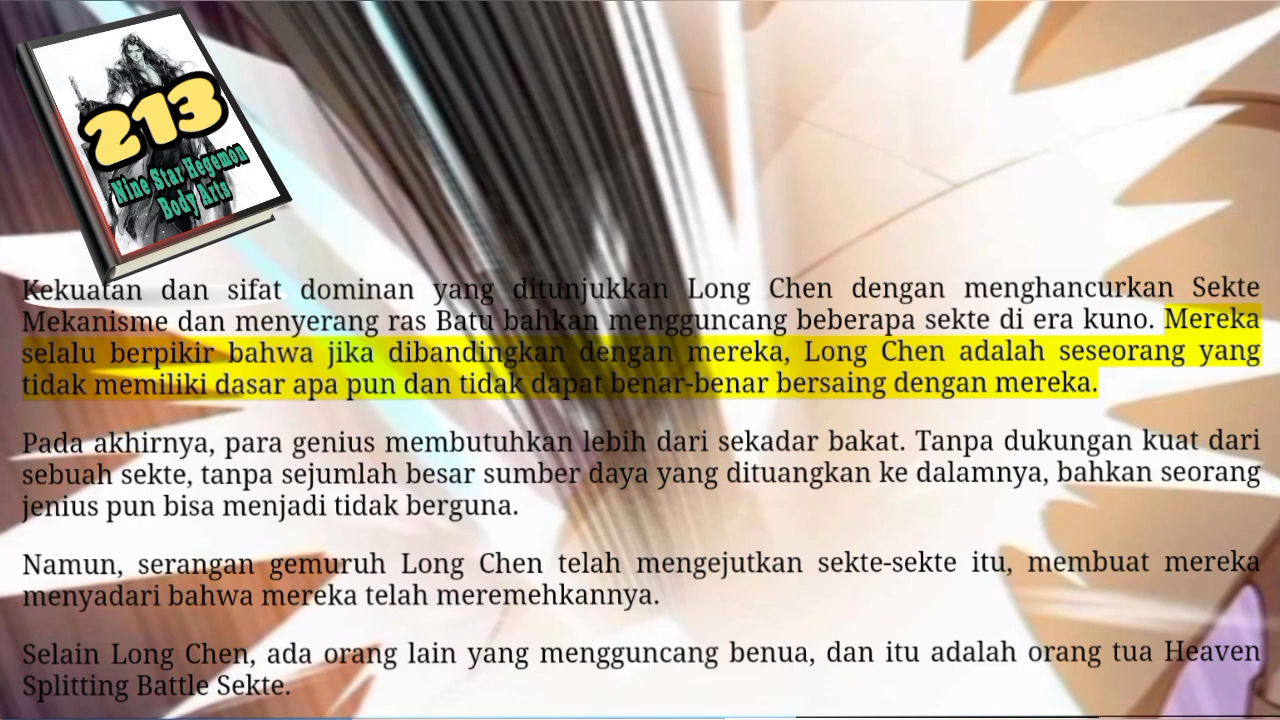 213
Nine Star Hegemon
Body Arts
Kekuatan dan sifat dominan yang ditunjukkan Long Chen dengan menghancurkan Sekte
Mekanisme dan menyerang ras Batu bahkan mengguncang beberapa sekte di era kuno. Mereka
selalu berpikir bahwa jika dibandingkan dengan mereka, Long Chen adalah seseorang yang
tidak memiliki dasar apa pun dan tidak dapat benar-benar bersaing dengan mereka.
Pada akhirnya, para genius membutuhkan lebih dari sekadar bakat. Tanpa dukungan kuat dari
sebuah sekte, tanpa sejumlah besar sumber daya yang dituangkan ke dalamnya, bahkan seorang
jenius pun bisa menjadi tidak berguna.
Namun, serangan gemuruh Long Chen telah mengejutkan sekte-sekte itu, membuat mereka
menyadari bahwa mereka telah meremehkannya.
Selain Long Chen, ada orang lain yang mengguncang benua, dan itu adalah orang tua Heaven
Splitting Battle Sekte.